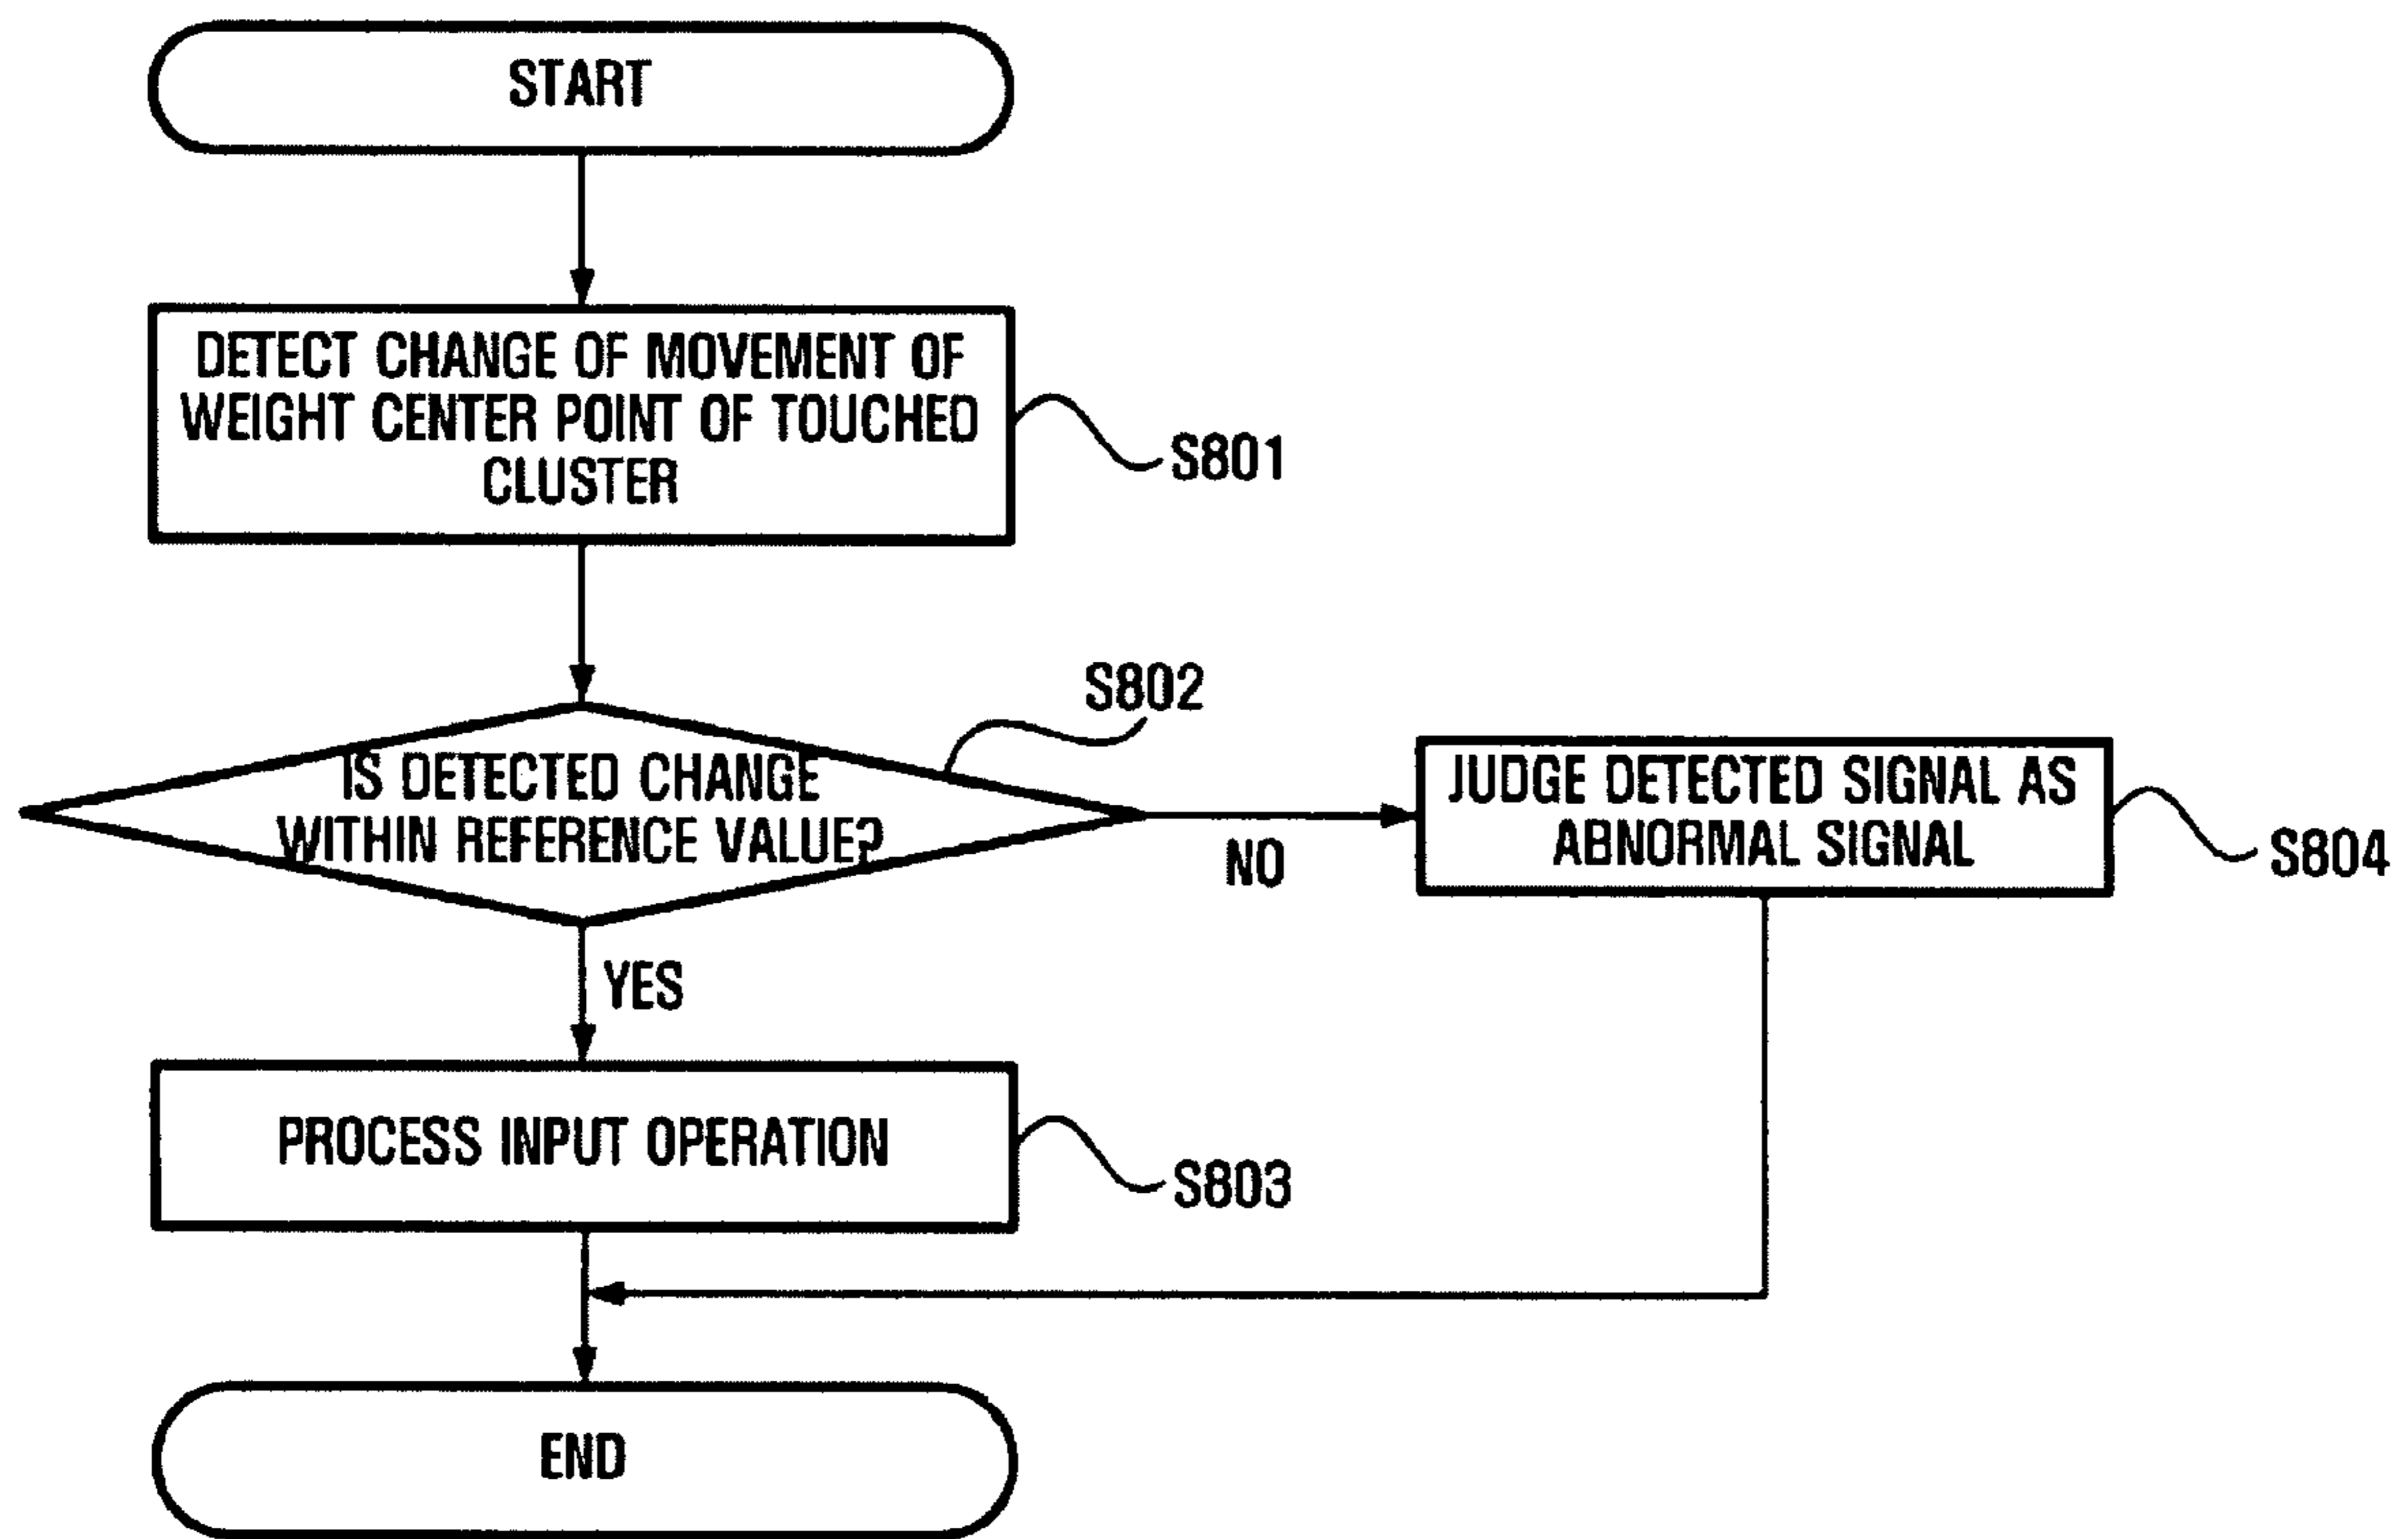 START
DETECT CHANGE OF MOVEMENT OF
WEIGHT CENTER POINT OF TOUCHED
CLUSTER
S801
S802
IS DETECTED CHANGE
WITHIN REFERENCE VALUE?
NO
JUDGE DETECTED SIGNAL AS
ABNORMAL SIGNAL
S804
YES
PROCESS INPUT OPERATION
S803
END